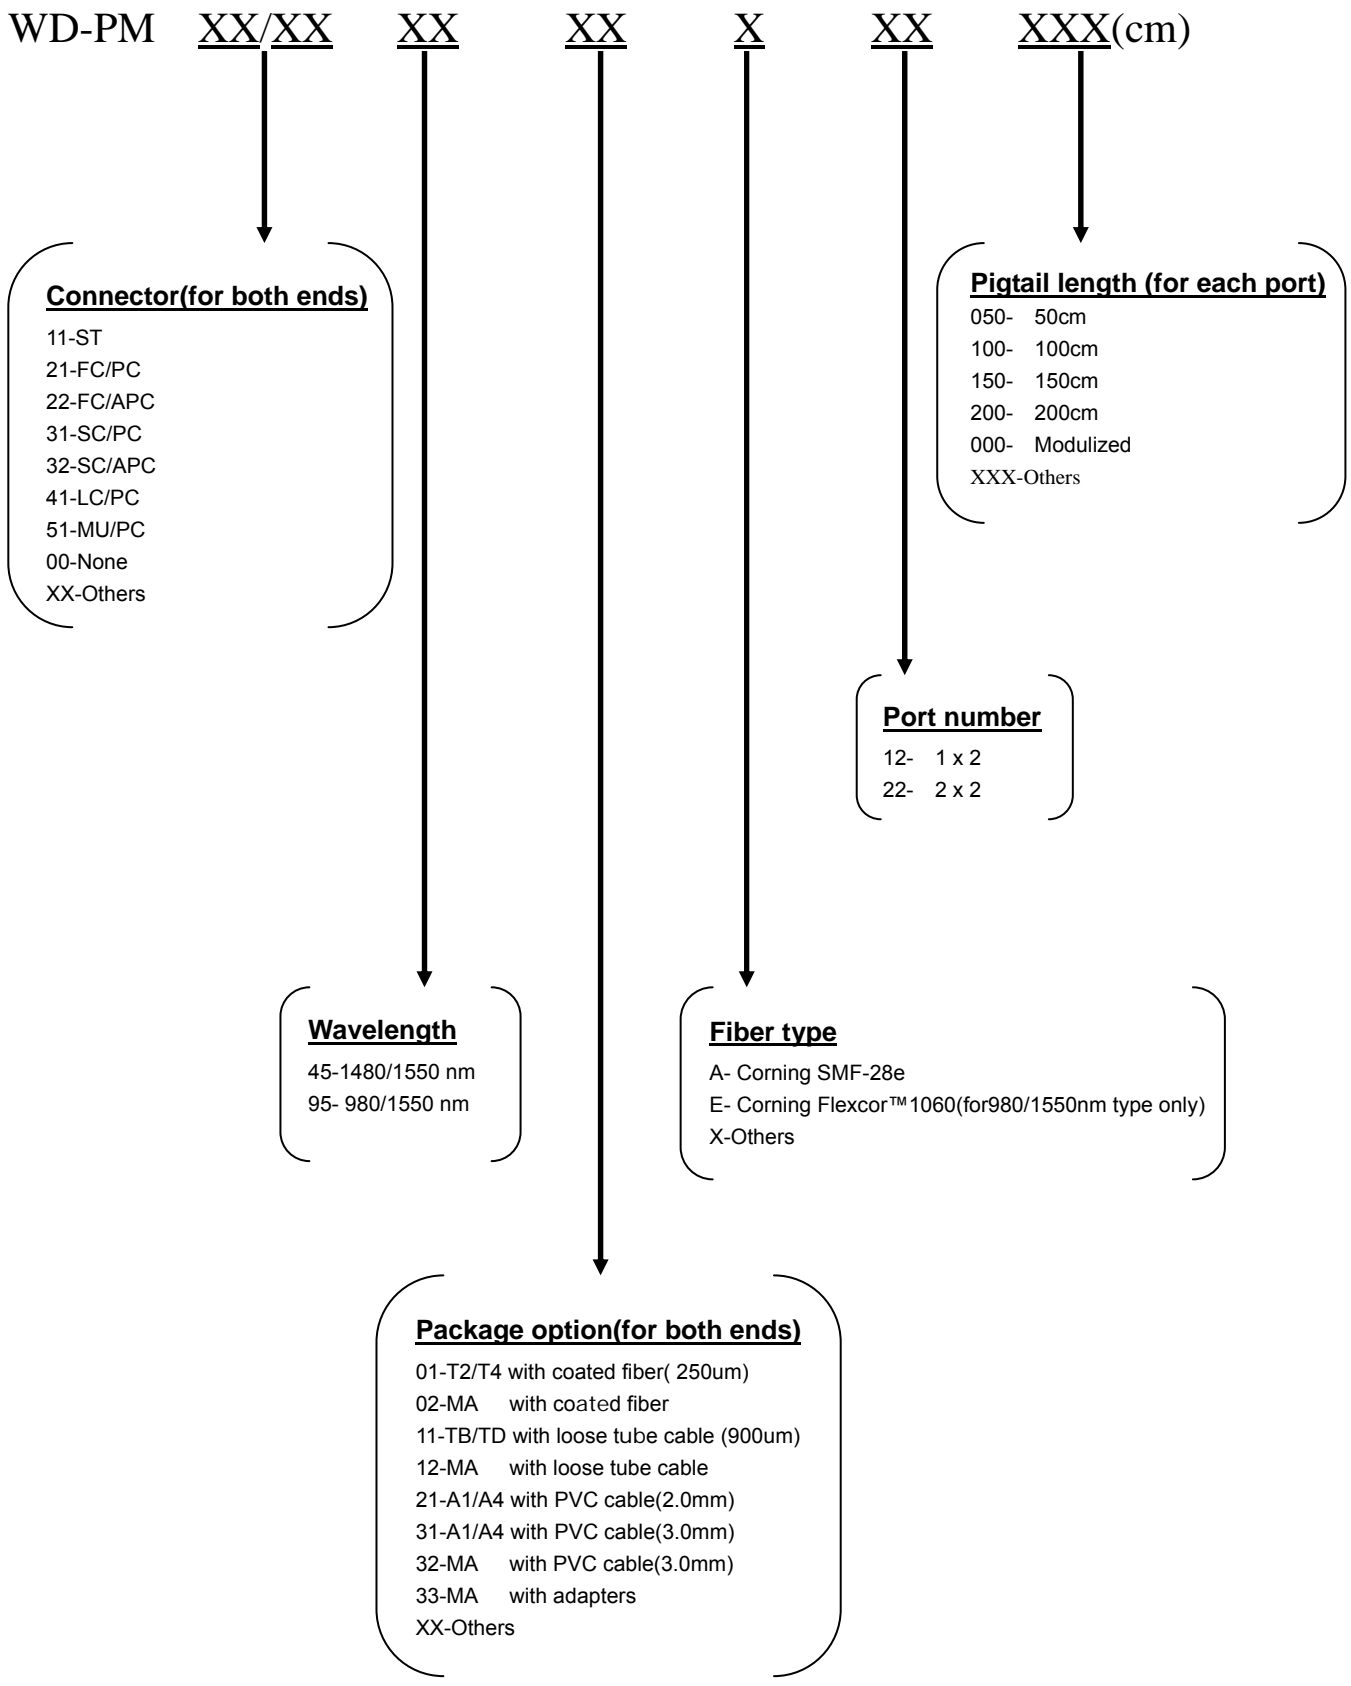 WD-PM XX/XX XX XX X XX XXX(cm)
Connector(for both ends)
11-ST
21-FC/PC
22-FC/APC
31-SC/PC
32-SC/APC
41-LC/PC
51-MU/PC
00-None
XX-Others
Pigtail length (for each port)
050- 50cm
100- 100cm
150- 150cm
200- 200cm
000- Modulized
XXX-Others
Port number
12- 1 x 2
22- 2 x 2
Wavelength
45-1480/1550 nm
95- 980/1550 nm
Fiber type
A- Corning SMF-28e
E- Corning Flexcor™1060(for980/1550nm type only)
X-Others
Package option(for both ends)
01-T2/T4 with coated fiber( 250um)
02-MA with coated fiber
11-TB/TD with loose tube cable (900um)
12-MA with loose tube cable
21-A1/A4 with PVC cable(2.0mm)
31-A1/A4 with PVC cable(3.0mm)
32-MA with PVC cable(3.0mm)
33-MA with adapters
XX-Others